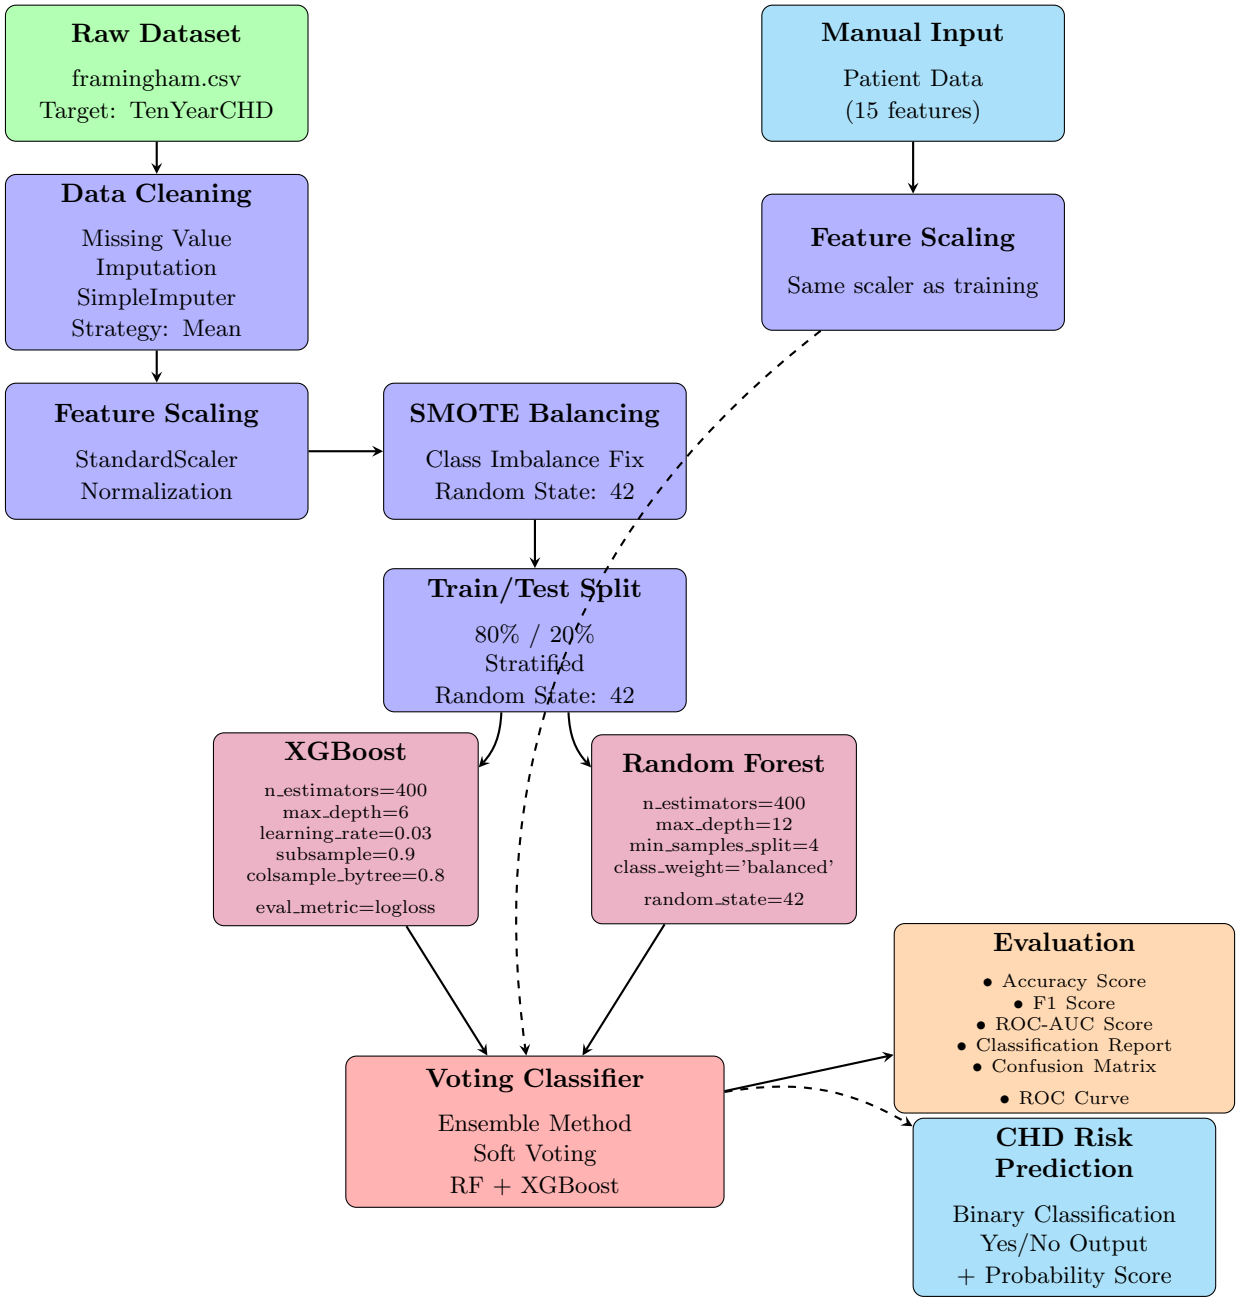 Raw Dataset
framingham.csv
Target: TenYearCHD
Manual Input
Patient Data
(15 features)
Data Cleaning
Missing Value
Imputation
SimpleImputer
Strategy: Mean
Feature Scaling
Same scaler as training
Feature Scaling
StandardScaler
Normalization
SMOTE Balancing
Class Imbalance Fix
Random State: 42
Train/Test Split
80% / 20%
Stratified
Random State: 42
XGBoost
n_estimators=400
max_depth=6
learning_rate=0.03
subsample=0.9
colsample_bytree=0.8
eval_metric=logloss
Random Forest
n_estimators=400
max_depth=12
min_samples_split=4
class_weight='balanced'
random_state=42
Evaluation
• Accuracy Score
• F1 Score
• ROC-AUC Score
• Classification Report
• Confusion Matrix
• ROC Curve
Voting Classifier
Ensemble Method
Soft Voting
RF + XGBoost
CHD Risk
Prediction
Binary Classification
Yes/No Output
+ Probability Score